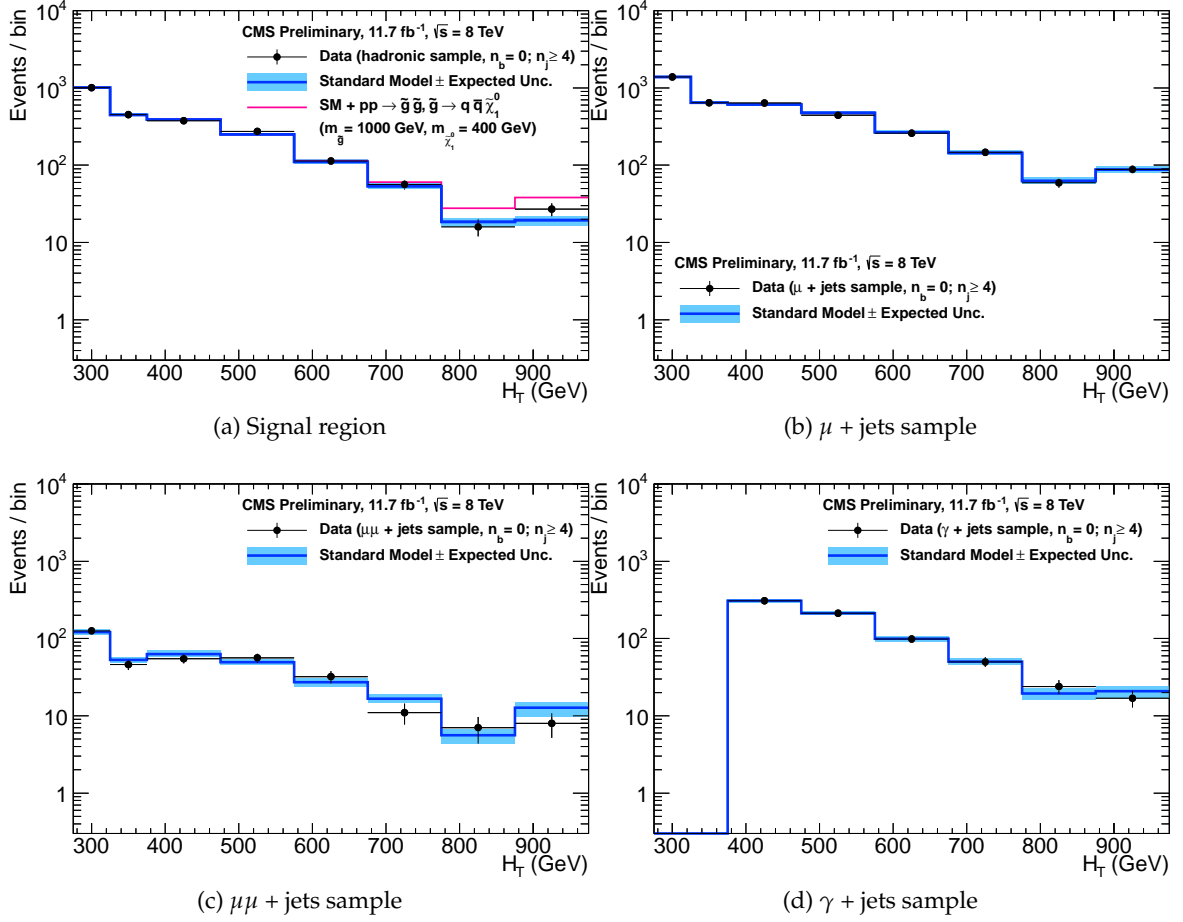 Events / bin
10⁴
10³
10²
10
1
CMS Preliminary, 11.7 fb⁻¹, √s = 8 TeV
Data (hadronic sample, n_b = 0; n_j ≥ 4)
Standard Model ± Expected Unc.
SM + pp → g̃ g̃, g̃ → q q̄ χ̃₁⁰
(m_g̃ = 1000 GeV, m_χ̃₁⁰ = 400 GeV)
300 400 500 600 700 800 900
H_T (GeV)
(a) Signal region
Events / bin
10⁴
10³
10²
10
1
CMS Preliminary, 11.7 fb⁻¹, √s = 8 TeV
Data (μ + jets sample, n_b = 0; n_j ≥ 4)
Standard Model ± Expected Unc.
300 400 500 600 700 800 900
H_T (GeV)
(b) μ + jets sample
Events / bin
10⁴
10³
10²
10
1
CMS Preliminary, 11.7 fb⁻¹, √s = 8 TeV
Data (μμ + jets sample, n_b = 0; n_j ≥ 4)
Standard Model ± Expected Unc.
300 400 500 600 700 800 900
H_T (GeV)
(c) μμ + jets sample
Events / bin
10⁴
10³
10²
10
1
CMS Preliminary, 11.7 fb⁻¹, √s = 8 TeV
Data (γ + jets sample, n_b = 0; n_j ≥ 4)
Standard Model ± Expected Unc.
300 400 500 600 700 800 900
H_T (GeV)
(d) γ + jets sample